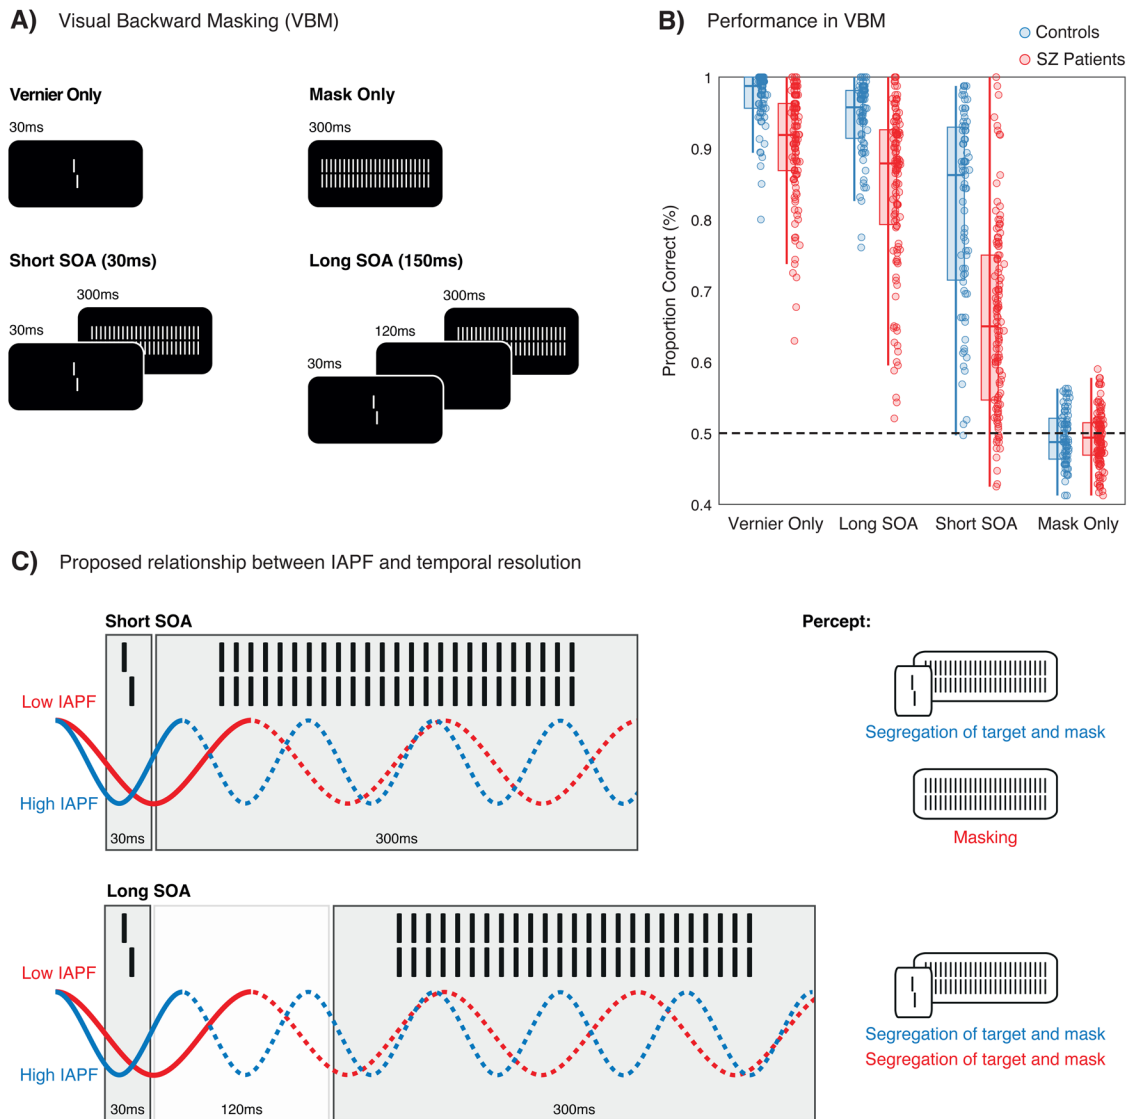 A) Visual Backward Masking (VBM)
Vernier Only
30ms
Mask Only
300ms
Short SOA (30ms)
300ms
30ms
Long SOA (150ms)
300ms
120ms
30ms
B) Performance in VBM
Controls
SZ Patients
Proportion Correct (%)
1
0.9
0.8
0.7
0.6
0.5
0.4
Vernier Only Long SOA Short SOA Mask Only
C) Proposed relationship between IAPF and temporal resolution
Short SOA
Low IAPF
High IAPF
30ms 300ms
Percept:
Segregation of target and mask
Masking
Long SOA
Low IAPF
High IAPF
30ms 120ms 300ms
Segregation of target and mask
Segregation of target and mask